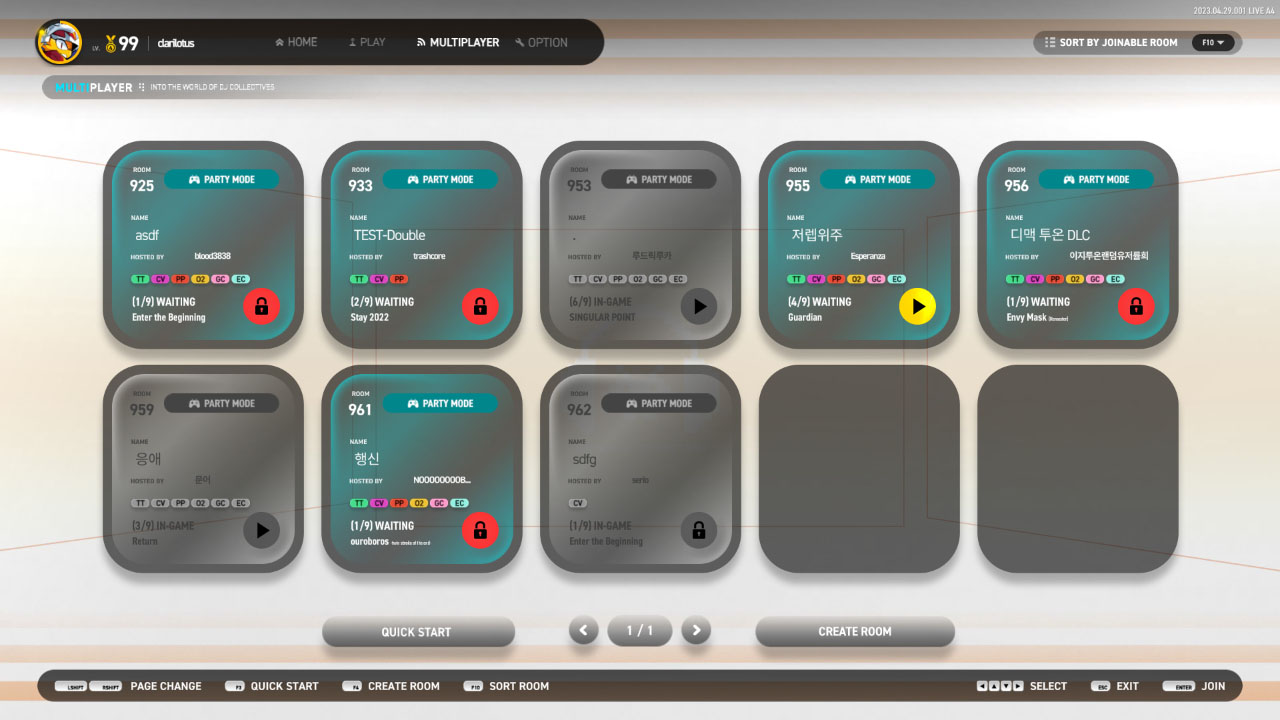 2023.04.29.001 LIVE A4
LV. 99 darilotus
HOME PLAY MULTIPLAYER OPTION
SORT BY JOINABLE ROOM F10
MULTIPLAYER INTO THE WORLD OF DJ COLLECTIVES
ROOM
925 PARTY MODE
NAME
asdf
HOSTED BY blood3838
TT CV PP O2 GC EC
(1/9) WAITING
Enter the Beginning
ROOM
933 PARTY MODE
NAME
TEST-Double
HOSTED BY trashcore
TT CV PP
(2/9) WAITING
Stay 2022
ROOM
953 PARTY MODE
NAME
.
HOSTED BY 루드릭루카
TT CV PP O2 GC EC
(6/9) IN-GAME
SINGULAR POINT
ROOM
955 PARTY MODE
NAME
저렙위주
HOSTED BY Esperanza
TT CV PP O2 GC EC
(4/9) WAITING
Guardian
ROOM
956 PARTY MODE
NAME
디맥 투온 DLC
HOSTED BY 이지투온랜덤유저를희
TT CV PP O2 GC EC
(1/9) WAITING
Envy Mask
ROOM
959 PARTY MODE
NAME
응애
HOSTED BY 문어
TT CV PP O2 GC EC
(3/9) IN-GAME
Return
ROOM
961 PARTY MODE
NAME
행신
HOSTED BY NOOOOOOOB...
TT CV PP O2 GC EC
(1/9) WAITING
ouroboros
ROOM
962 PARTY MODE
NAME
sdfg
HOSTED BY serlo
CV
(1/9) IN-GAME
Enter the Beginning
QUICK START 1 / 1 CREATE ROOM
LSHIFT RSHIFT PAGE CHANGE F3 QUICK START F4 CREATE ROOM F10 SORT ROOM SELECT ESC EXIT ENTER JOIN